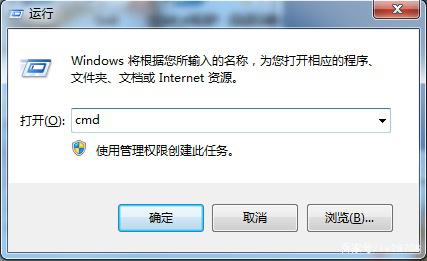 运行
Windows 将根据您所输入的名称，为您打开相应的程序、
文件夹、文档或 Internet 资源。
打开(O): cmd
使用管理权限创建此任务。
确定 取消 浏览(B)...